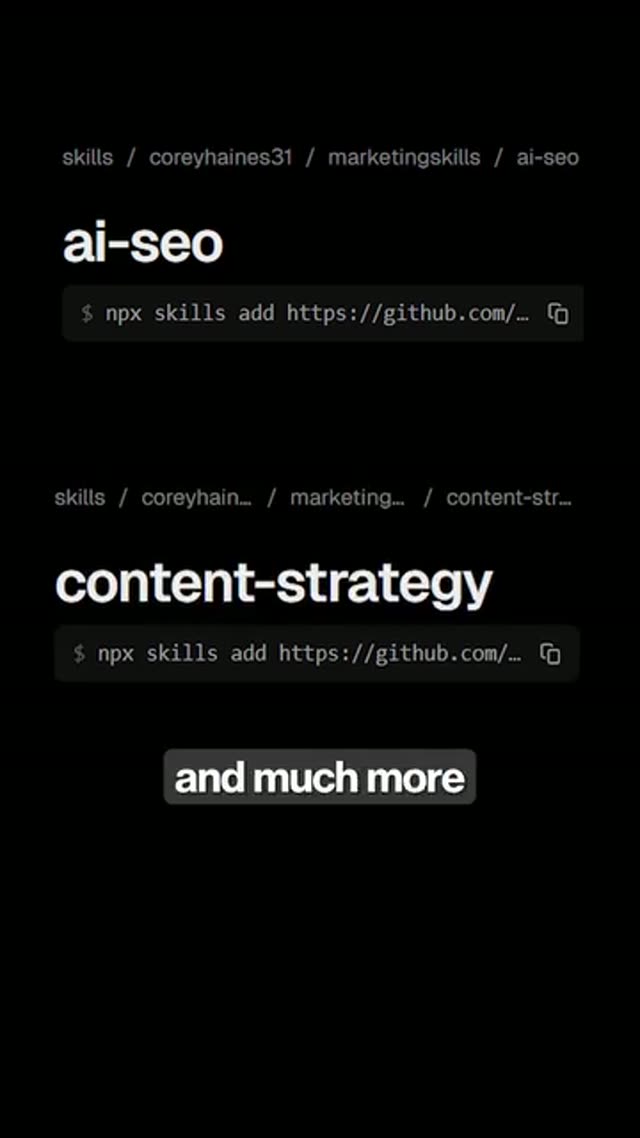 skills / coreyhaines31 / marketingskills / ai-seo
ai-seo
$ npx skills add https://github.com/…
skills / coreyhain… / marketing… / content-str…
content-strategy
$ npx skills add https://github.com/…
and much more